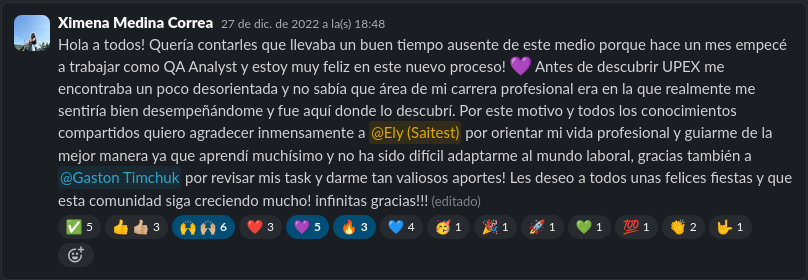 Ximena Medina Correa 27 de dic. de 2022 a la(s) 18:48
Hola a todos! Quería contarles que llevaba un buen tiempo ausente de este medio porque hace un mes empecé
a trabajar como QA Analyst y estoy muy feliz en este nuevo proceso! 💜 Antes de descubrir UPEX me
encontraba un poco desorientada y no sabía que área de mi carrera profesional era en la que realmente me
sentiría bien desempeñándome y fue aquí donde lo descubrí. Por este motivo y todos los conocimientos
compartidos quiero agradecer inmensamente a @Ely (Saitest) por orientar mi vida profesional y guiarme de la
mejor manera ya que aprendí muchísimo y no ha sido difícil adaptarme al mundo laboral, gracias también a
@Gaston Timchuk por revisar mis task y darme tan valiosos aportes! Les deseo a todos unas felices fiestas y que
esta comunidad siga creciendo mucho! infinitas gracias!!! (editado)
✅ 5 👍👍🏼 3 🙌🙌🏼 6 ❤️ 3 💜 5 🔥 3 💙 4 🥳 1 🎉 1 🚀 1 💚 1 💯 1 👏 2 🤟 1